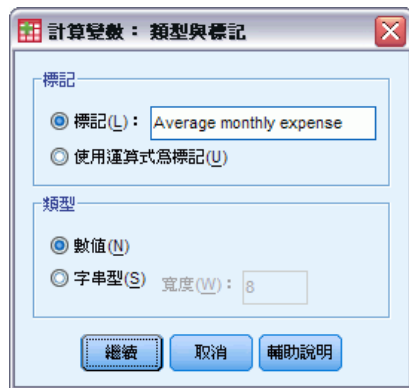 計算變數： 類型與標記
標記
標記(L)： Average monthly expense
使用運算式為標記(U)
類型
數值(N)
字串型(S) 寬度(W)： 8
繼續 取消 輔助說明